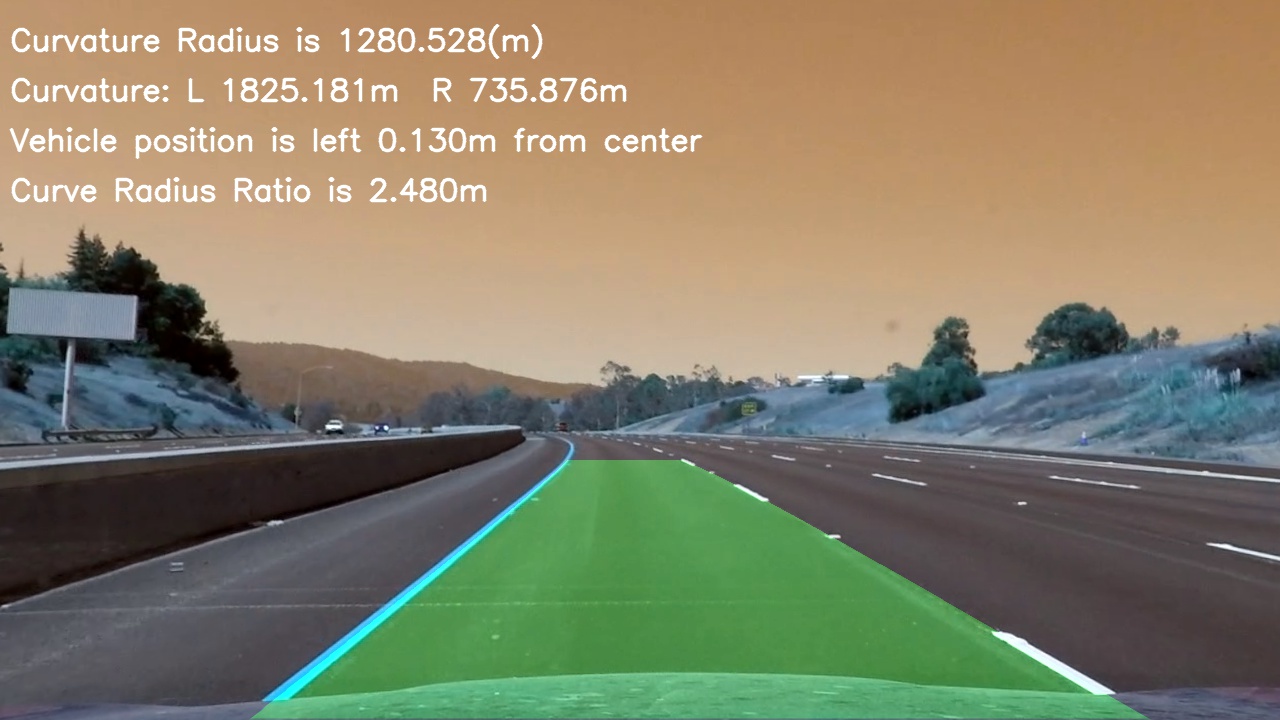 Curvature Radius is 1280.528(m)
Curvature: L 1825.181m R 735.876m
Vehicle position is left 0.130m from center
Curve Radius Ratio is 2.480m